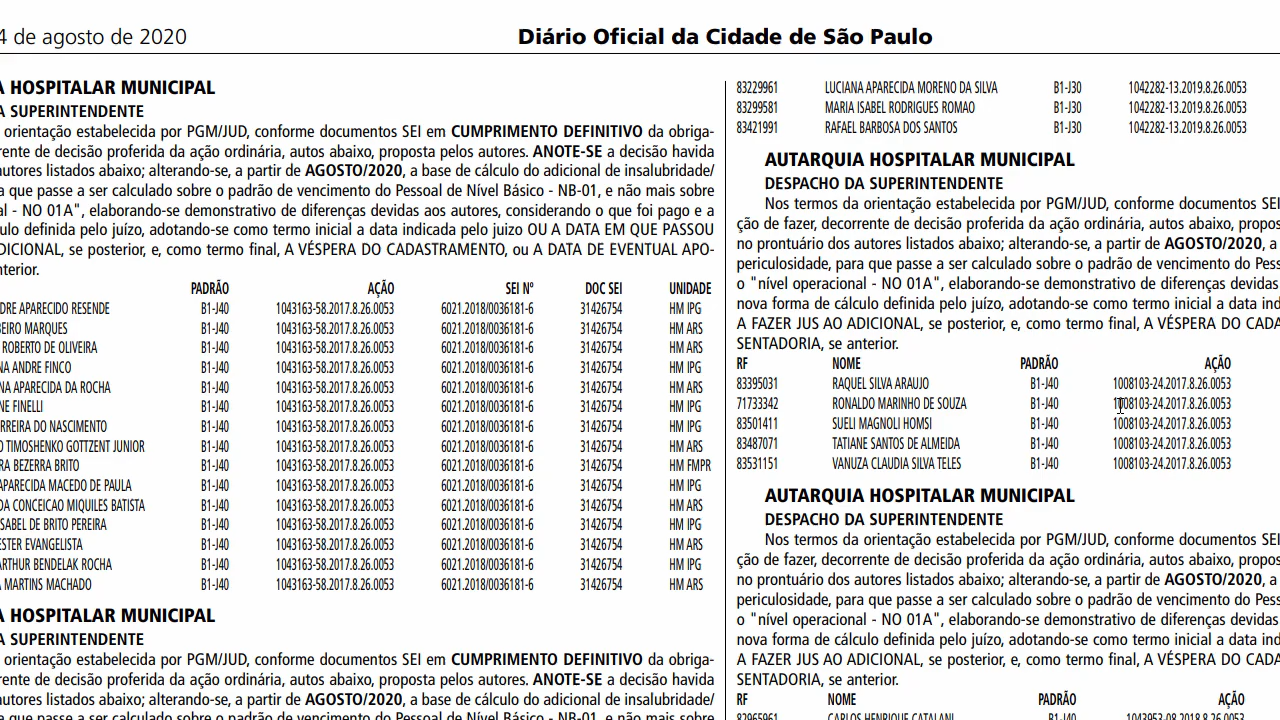 4 de agosto de 2020
Diário Oficial da Cidade de São Paulo
A HOSPITALAR MUNICIPAL
A SUPERINTENDENTE
orientação estabelecida por PGM/JUD, conforme documentos SEI em CUMPRIMENTO DEFINITIVO da obriga-
rente de decisão proferida da ação ordinária, autos abaixo, proposta pelos autores. ANOTE-SE a decisão havida
autores listados abaixo; alterando-se, a partir de AGOSTO/2020, a base de cálculo do adicional de insalubridade/
a que passe a ser calculado sobre o padrão de vencimento do Pessoal de Nível Básico - NB-01, e não mais sobre
al - NO 01A", elaborando-se demonstrativo de diferenças devidas aos autores, considerando o que foi pago e a
ulo definida pelo juízo, adotando-se como termo inicial a data indicada pelo juizo OU A DATA EM QUE PASSOU
DICIONAL, se posterior, e, como termo final, A VÉSPERA DO CADASTRAMENTO, ou A DATA DE EVENTUAL APO-
nterior.
PADRÃO AÇÃO SEI Nº DOC SEI UNIDADE
DRE APARECIDO RESENDE B1-J40 1043163-58.2017.8.26.0053 6021.2018/0036181-6 31426754 HM IPG
BEIRO MARQUES B1-J40 1043163-58.2017.8.26.0053 6021.2018/0036181-6 31426754 HM ARS
ROBERTO DE OLIVEIRA B1-J40 1043163-58.2017.8.26.0053 6021.2018/0036181-6 31426754 HM ARS
NA ANDRE FINCO B1-J40 1043163-58.2017.8.26.0053 6021.2018/0036181-6 31426754 HM IPG
NA APARECIDA DA ROCHA B1-J40 1043163-58.2017.8.26.0053 6021.2018/0036181-6 31426754 HM ARS
NE FINELLI B1-J40 1043163-58.2017.8.26.0053 6021.2018/0036181-6 31426754 HM IPG
RREIRA DO NASCIMENTO B1-J40 1043163-58.2017.8.26.0053 6021.2018/0036181-6 31426754 HM IPG
O TIMOSHENKO GOTTZENT JUNIOR B1-J40 1043163-58.2017.8.26.0053 6021.2018/0036181-6 31426754 HM ARS
RA BEZERRA BRITO B1-J40 1043163-58.2017.8.26.0053 6021.2018/0036181-6 31426754 HM FMPR
APARECIDA MACEDO DE PAULA B1-J40 1043163-58.2017.8.26.0053 6021.2018/0036181-6 31426754 HM IPG
DA CONCEICAO MIQUILES BATISTA B1-J40 1043163-58.2017.8.26.0053 6021.2018/0036181-6 31426754 HM ARS
ISABEL DE BRITO PEREIRA B1-J40 1043163-58.2017.8.26.0053 6021.2018/0036181-6 31426754 HM IPG
ESTER EVANGELISTA B1-J40 1043163-58.2017.8.26.0053 6021.2018/0036181-6 31426754 HM ARS
ARTHUR BENDELAK ROCHA B1-J40 1043163-58.2017.8.26.0053 6021.2018/0036181-6 31426754 HM IPG
A MARTINS MACHADO B1-J40 1043163-58.2017.8.26.0053 6021.2018/0036181-6 31426754 HM ARS
A HOSPITALAR MUNICIPAL
A SUPERINTENDENTE
orientação estabelecida por PGM/JUD, conforme documentos SEI em CUMPRIMENTO DEFINITIVO da obriga-
rente de decisão proferida da ação ordinária, autos abaixo, proposta pelos autores. ANOTE-SE a decisão havida
autores listados abaixo; alterando-se, a partir de AGOSTO/2020, a base de cálculo do adicional de insalubridade/
a que passe a ser calculado sobre o padrão de vencimento do Pessoal de Nível Básico - NB-01, e não mais sobre
83229961 LUCIANA APARECIDA MORENO DA SILVA B1-J30 1042282-13.2019.8.26.0053
83299581 MARIA ISABEL RODRIGUES ROMAO B1-J30 1042282-13.2019.8.26.0053
83421991 RAFAEL BARBOSA DOS SANTOS B1-J30 1042282-13.2019.8.26.0053
AUTARQUIA HOSPITALAR MUNICIPAL
DESPACHO DA SUPERINTENDENTE
Nos termos da orientação estabelecida por PGM/JUD, conforme documentos SEI
ção de fazer, decorrente de decisão proferida da ação ordinária, autos abaixo, propos
no prontuário dos autores listados abaixo; alterando-se, a partir de AGOSTO/2020, a
periculosidade, para que passe a ser calculado sobre o padrão de vencimento do Pess
o "nível operacional - NO 01A", elaborando-se demonstrativo de diferenças devidas
nova forma de cálculo definida pelo juízo, adotando-se como termo inicial a data ind
A FAZER JUS AO ADICIONAL, se posterior, e, como termo final, A VÉSPERA DO CADA
SENTADORIA, se anterior.
RF NOME PADRÃO AÇÃO
83395031 RAQUEL SILVA ARAUJO B1-J40 1008103-24.2017.8.26.0053
71733342 RONALDO MARINHO DE SOUZA B1-J40 1008103-24.2017.8.26.0053
83501411 SUELI MAGNOLI HOMSI B1-J40 1008103-24.2017.8.26.0053
83487071 TATIANE SANTOS DE ALMEIDA B1-J40 1008103-24.2017.8.26.0053
83531151 VANUZA CLAUDIA SILVA TELES B1-J40 1008103-24.2017.8.26.0053
AUTARQUIA HOSPITALAR MUNICIPAL
DESPACHO DA SUPERINTENDENTE
Nos termos da orientação estabelecida por PGM/JUD, conforme documentos SEI
ção de fazer, decorrente de decisão proferida da ação ordinária, autos abaixo, propos
no prontuário dos autores listados abaixo; alterando-se, a partir de AGOSTO/2020, a
periculosidade, para que passe a ser calculado sobre o padrão de vencimento do Pess
o "nível operacional - NO 01A", elaborando-se demonstrativo de diferenças devidas
nova forma de cálculo definida pelo juízo, adotando-se como termo inicial a data ind
A FAZER JUS AO ADICIONAL, se posterior, e, como termo final, A VÉSPERA DO CADA
SENTADORIA, se anterior.
RF NOME PADRÃO AÇÃO
82965961 CARLOS HENRIQUE CATALANI B1-J40 1043953-08.2018.8.26.0053